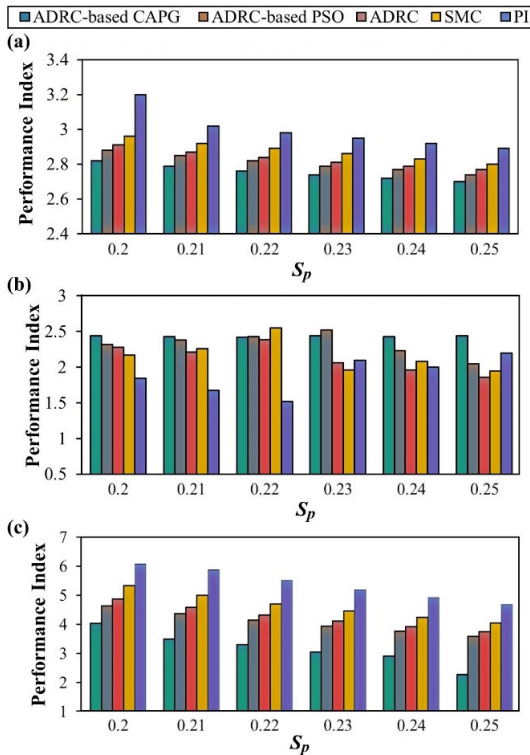 ADRC-based CAPG ADRC-based PSO ADRC SMC PI
(a)
3.6
3.2
3
2.8
2.6
2.4
Performance Index
0.2 0.21 0.22 0.23 0.24 0.25
Sp
(b)
3
2.5
2
1.5
1
0.5
Performance Index
0.2 0.21 0.22 0.23 0.24 0.25
Sp
(c)
7
6
5
4
3
2
1
Performance Index
0.2 0.21 0.22 0.23 0.24 0.25
Sp